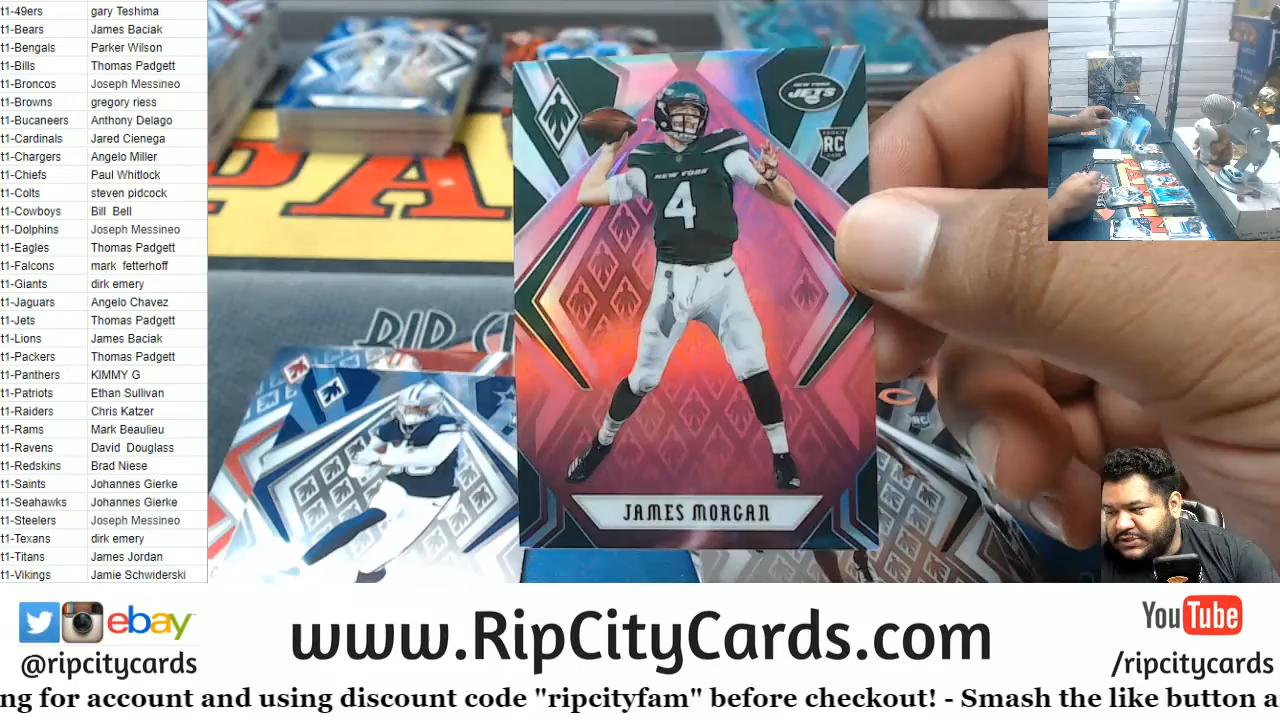 t1-49ers gary Teshima
t1-Bears James Baciak
t1-Bengals Parker Wilson
t1-Bills Thomas Padgett
t1-Broncos Joseph Messineo
t1-Browns gregory riess
t1-Bucaneers Anthony Delago
t1-Cardinals Jared Cienega
t1-Chargers Angelo Miller
t1-Chiefs Paul Whitlock
t1-Colts steven pidcock
t1-Cowboys Bill Bell
t1-Dolphins Joseph Messineo
t1-Eagles Thomas Padgett
t1-Falcons mark fetterhoff
t1-Giants dirk emery
t1-Jaguars Angelo Chavez
t1-Jets Thomas Padgett
t1-Lions James Baciak
t1-Packers Thomas Padgett
t1-Panthers KIMMY G
t1-Patriots Ethan Sullivan
t1-Raiders Chris Katzer
t1-Rams Mark Beaulieu
t1-Ravens David Douglass
t1-Redskins Brad Niese
t1-Saints Johannes Gierke
t1-Seahawks Johannes Gierke
t1-Steelers Joseph Messineo
t1-Texans dirk emery
t1-Titans James Jordan
t1-Vikings Jamie Schwiderski
PA
RIP C
NEW YORK
JETS
RC
NEW YORK
4
JAMES MORGAN
RC
ebay
@ripcitycards
www.RipCityCards.com
YouTube
/ripcitycards
ng for account and using discount code "ripcityfam" before checkout! - Smash the like button a